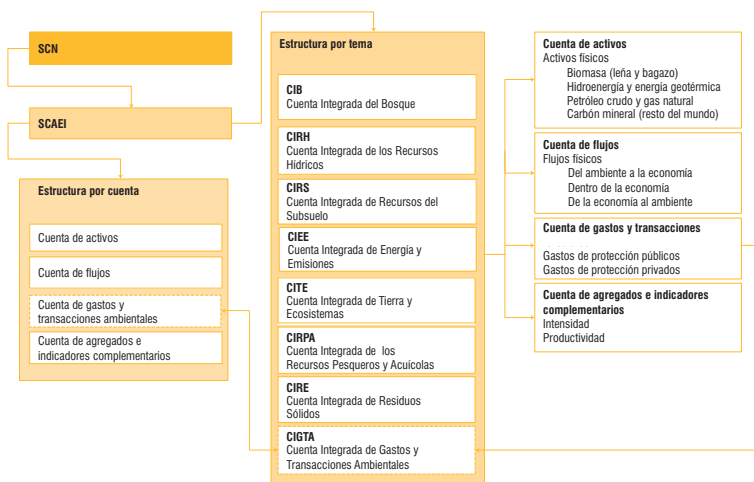 SCN
SCAEI
Estructura por cuenta
Cuenta de activos
Cuenta de flujos
Cuenta de gastos y
transacciones ambientales
Cuenta de agregados e
indicadores complementarios
Estructura por tema
CIB
Cuenta Integrada del Bosque
CIRH
Cuenta Integrada de los Recursos
Hídricos
CIRS
Cuenta Integrada de Recursos del
Subsuelo
CIEE
Cuenta Integrada de Energía y
Emisiones
CITE
Cuenta Integrada de Tierra y
Ecosistemas
CIRPA
Cuenta Integrada de los
Recursos Pesqueros y Acuícolas
CIRE
Cuenta Integrada de Residuos
Sólidos
CIGTA
Cuenta Integrada de Gastos y
Transacciones Ambientales
Cuenta de activos
Activos físicos
Biomasa (leña y bagazo)
Hidroenergía y energía geotérmica
Petróleo crudo y gas natural
Carbón mineral (resto del mundo)
Cuenta de flujos
Flujos físicos
Del ambiente a la economía
Dentro de la economía
De la economía al ambiente
Cuenta de gastos y transacciones
Gastos de protección públicos
Gastos de protección privados
Cuenta de agregados e indicadores
complementarios
Intensidad
Productividad